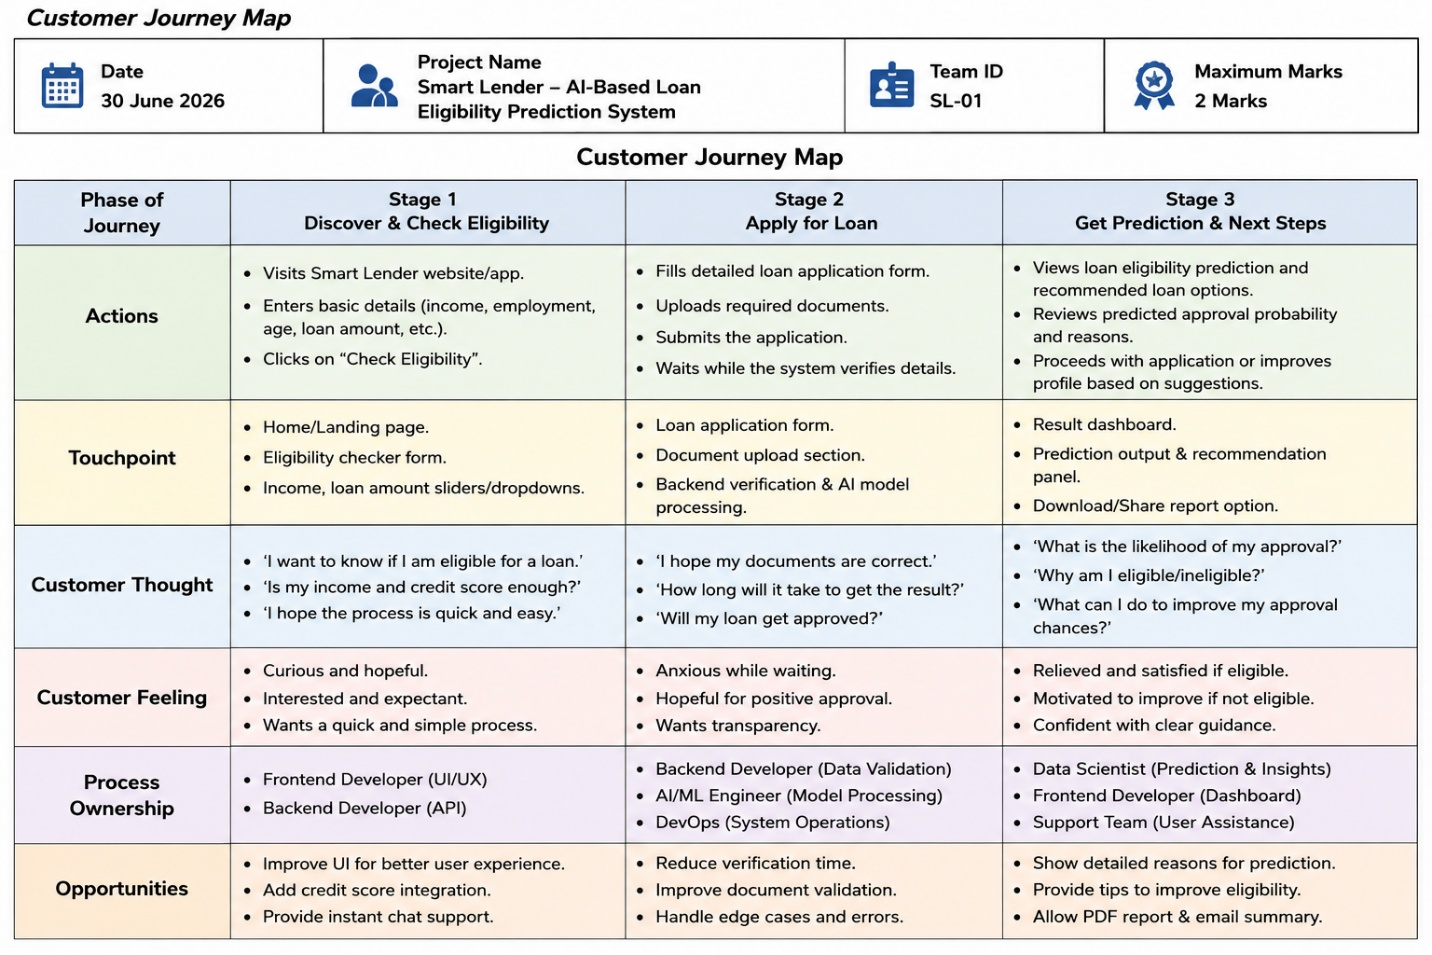 Customer Journey Map
Date
30 June 2026
Project Name
Smart Lender – AI-Based Loan
Eligibility Prediction System
Team ID
SL-01
Maximum Marks
2 Marks
Customer Journey Map
Phase of
Journey
Stage 1
Discover & Check Eligibility
Stage 2
Apply for Loan
Stage 3
Get Prediction & Next Steps
Actions
• Visits Smart Lender website/app.
• Enters basic details (income, employment,
age, loan amount, etc.).
• Clicks on “Check Eligibility”.
• Fills detailed loan application form.
• Uploads required documents.
• Submits the application.
• Waits while the system verifies details.
• Views loan eligibility prediction and
recommended loan options.
• Reviews predicted approval probability
and reasons.
• Proceeds with application or improves
profile based on suggestions.
Touchpoint
• Home/Landing page.
• Eligibility checker form.
• Income, loan amount sliders/dropdowns.
• Loan application form.
• Document upload section.
• Backend verification & AI model
processing.
• Result dashboard.
• Prediction output & recommendation
panel.
• Download/Share report option.
Customer Thought
• ‘I want to know if I am eligible for a loan.’
• ‘Is my income and credit score enough?’
• ‘I hope the process is quick and easy.’
• ‘I hope my documents are correct.’
• ‘How long will it take to get the result?’
• ‘Will my loan get approved?’
• ‘What is the likelihood of my approval?’
• ‘Why am I eligible/ineligible?’
• ‘What can I do to improve my approval
chances?’
Customer Feeling
• Curious and hopeful.
• Interested and expectant.
• Wants a quick and simple process.
• Anxious while waiting.
• Hopeful for positive approval.
• Wants transparency.
• Relieved and satisfied if eligible.
• Motivated to improve if not eligible.
• Confident with clear guidance.
Process
Ownership
• Frontend Developer (UI/UX)
• Backend Developer (API)
• Backend Developer (Data Validation)
• AI/ML Engineer (Model Processing)
• DevOps (System Operations)
• Data Scientist (Prediction & Insights)
• Frontend Developer (Dashboard)
• Support Team (User Assistance)
Opportunities
• Improve UI for better user experience.
• Add credit score integration.
• Provide instant chat support.
• Reduce verification time.
• Improve document validation.
• Handle edge cases and errors.
• Show detailed reasons for prediction.
• Provide tips to improve eligibility.
• Allow PDF report & email summary.